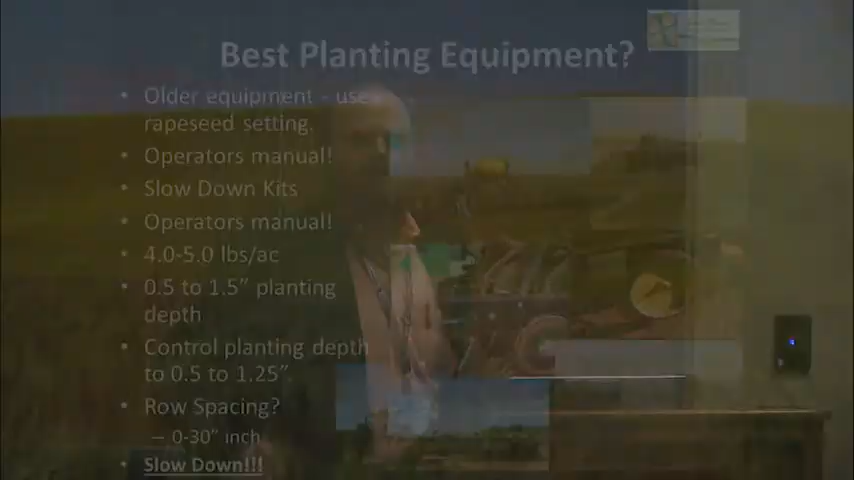 Best Planting Equipment?
• Older equipment - use
rapeseed setting.
• Operators manual!
• Slow Down Kits
• Operators manual!
• 4.0-5.0 lbs/ac
• 0.5 to 1.5” planting
depth
• Control planting depth
to 0.5 to 1.25”.
• Row Spacing?
– 0-30” inch
• Slow Down!!!